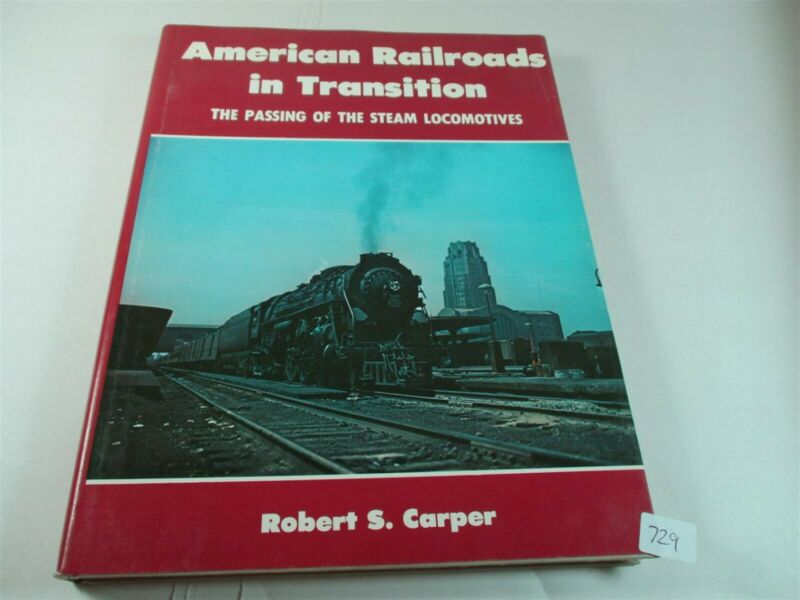 American Railroads
in Transition
THE PASSING OF THE STEAM LOCOMOTIVES
Robert S. Carper
729